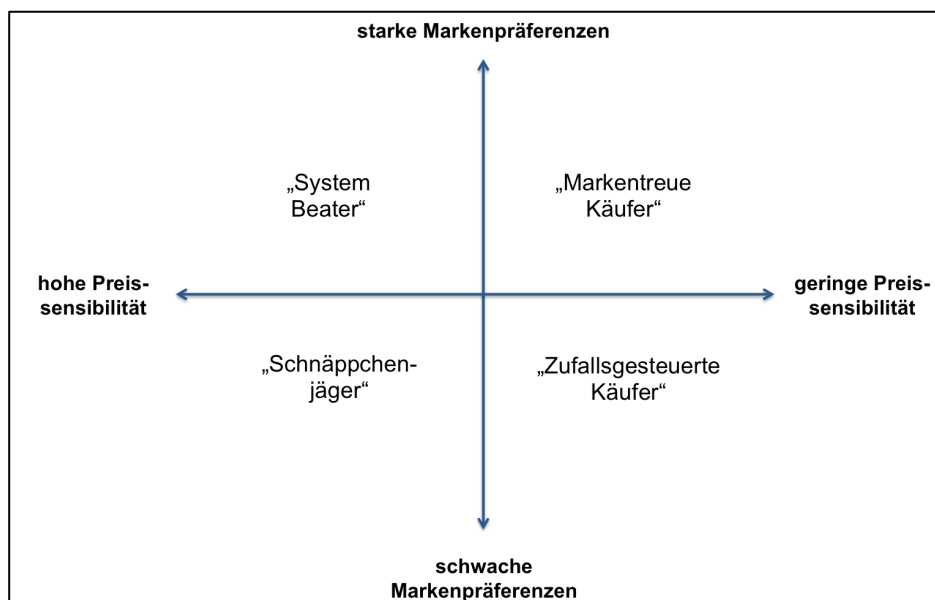 starke Markenpräferenzen
„System
Beater“
„Markentreue
Käufer“
hohe Preis-
sensibilität
geringe Preis-
sensibilität
„Schnäppchen-
jäger“
„Zufallsgesteuerte
Käufer“
schwache
Markenpräferenzen